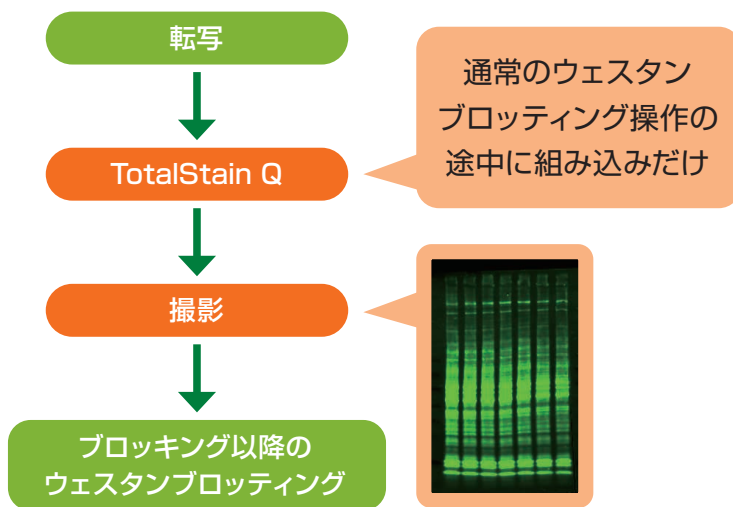 転写
通常のウェスタン
ブロッティング操作の
途中に組み込みだけ
TotalStain Q
撮影
ブロッキング以降の
ウェスタンブロッティング